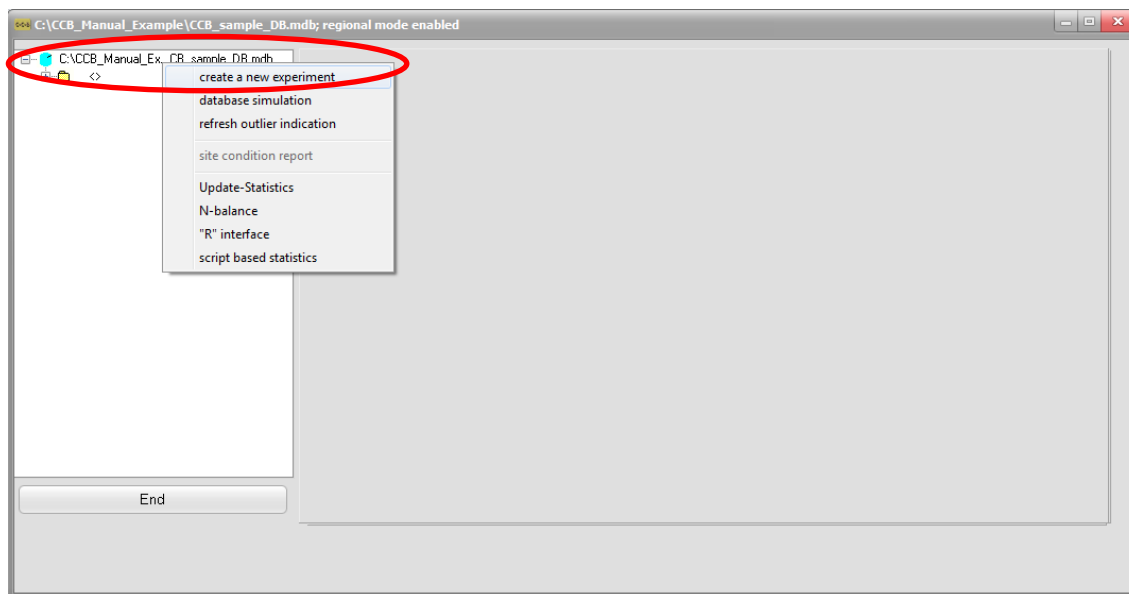 C:\CCB_Manual_Example\CCB_sample_DB.mdb; regional mode enabled
C:\CCB_Manual_Ex. CB_sample_DB.mdb
<>
create a new experiment
database simulation
refresh outlier indication
site condition report
Update-Statistics
N-balance
"R" interface
script based statistics
End